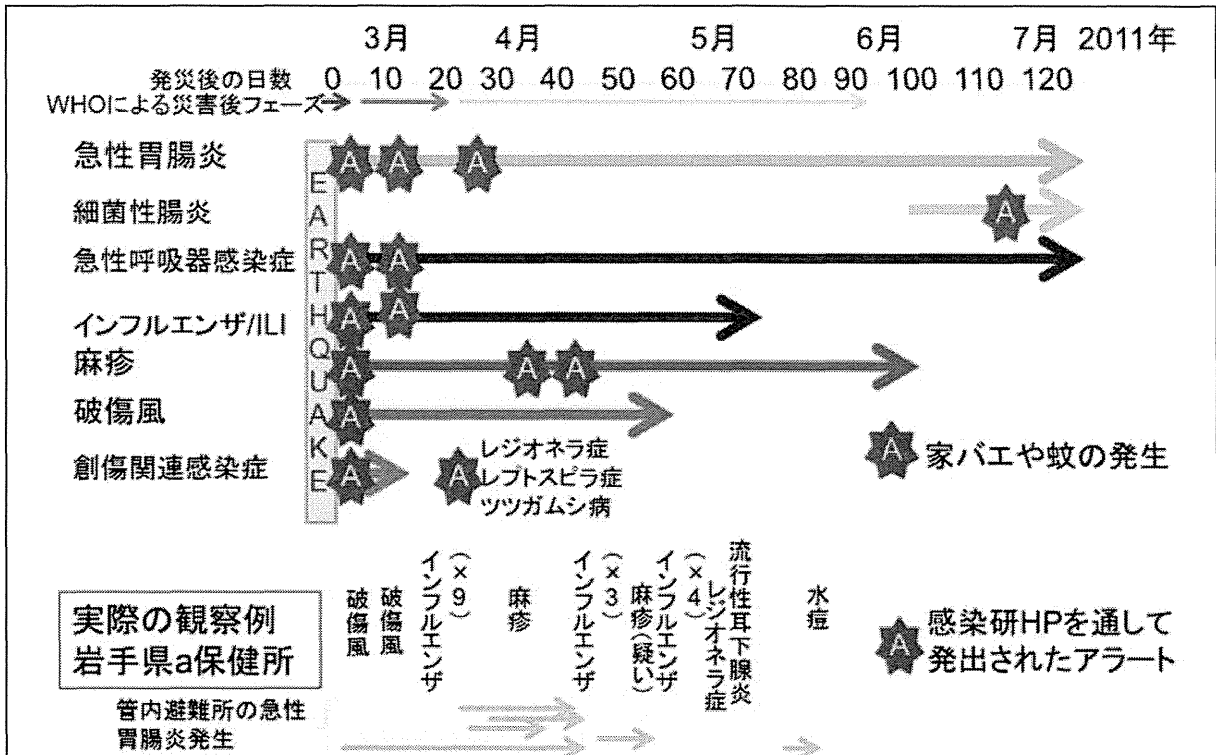 3月 4月 5月 6月 7月 2011年
発災後の日数 0 10 20 30 40 50 60 70 80 90 100 110 120
WHOによる災害後フェーズ
EARTHQUAKE
急性胃腸炎 A A A
細菌性腸炎 A
急性呼吸器感染症 A A
インフルエンザ/ILI A A
麻疹 A A A
破傷風 A
創傷関連感染症 A A
レジオネラ症
レプトスピラ症
ツツガムシ病
A 家バエや蚊の発生
実際の観察例
岩手県a保健所
破傷風
破傷風
インフルエンザ
(×9)
麻疹
インフルエンザ
(×3)
麻疹(疑い)
インフルエンザ
(×4)
レジオネラ症
流行性耳下腺炎
水痘
A 感染研HPを通して
発出されたアラート
管内避難所の急性
胃腸炎発生